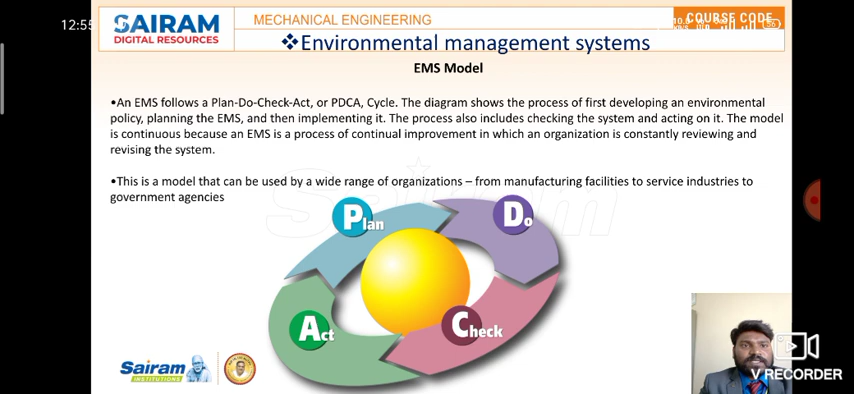 12:55
SAIRAM
DIGITAL RESOURCES
MECHANICAL ENGINEERING
COURSE CODE
❖Environmental management systems
EMS Model
•An EMS follows a Plan-Do-Check-Act, or PDCA, Cycle. The diagram shows the process of first developing an environmental
policy, planning the EMS, and then implementing it. The process also includes checking the system and acting on it. The model
is continuous because an EMS is a process of continual improvement in which an organization is constantly reviewing and
revising the system.
•This is a model that can be used by a wide range of organizations – from manufacturing facilities to service industries to
government agencies
Sairam
Plan
Do
Act
Check
Sairam
INSTITUTIONS
V RECORDER